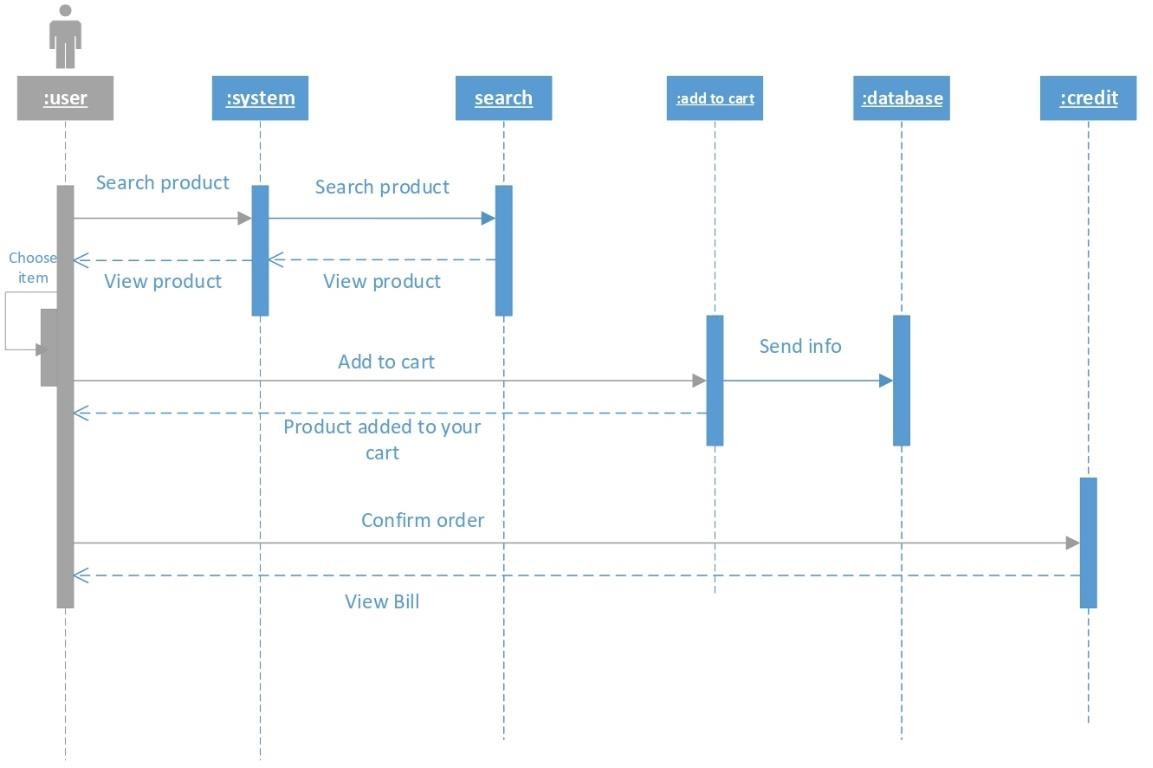 :user
:system
search
:add to cart
:database
:credit
Search product
Search product
Choose
item
View product
View product
Send info
Add to cart
Product added to your
cart
Confirm order
View Bill